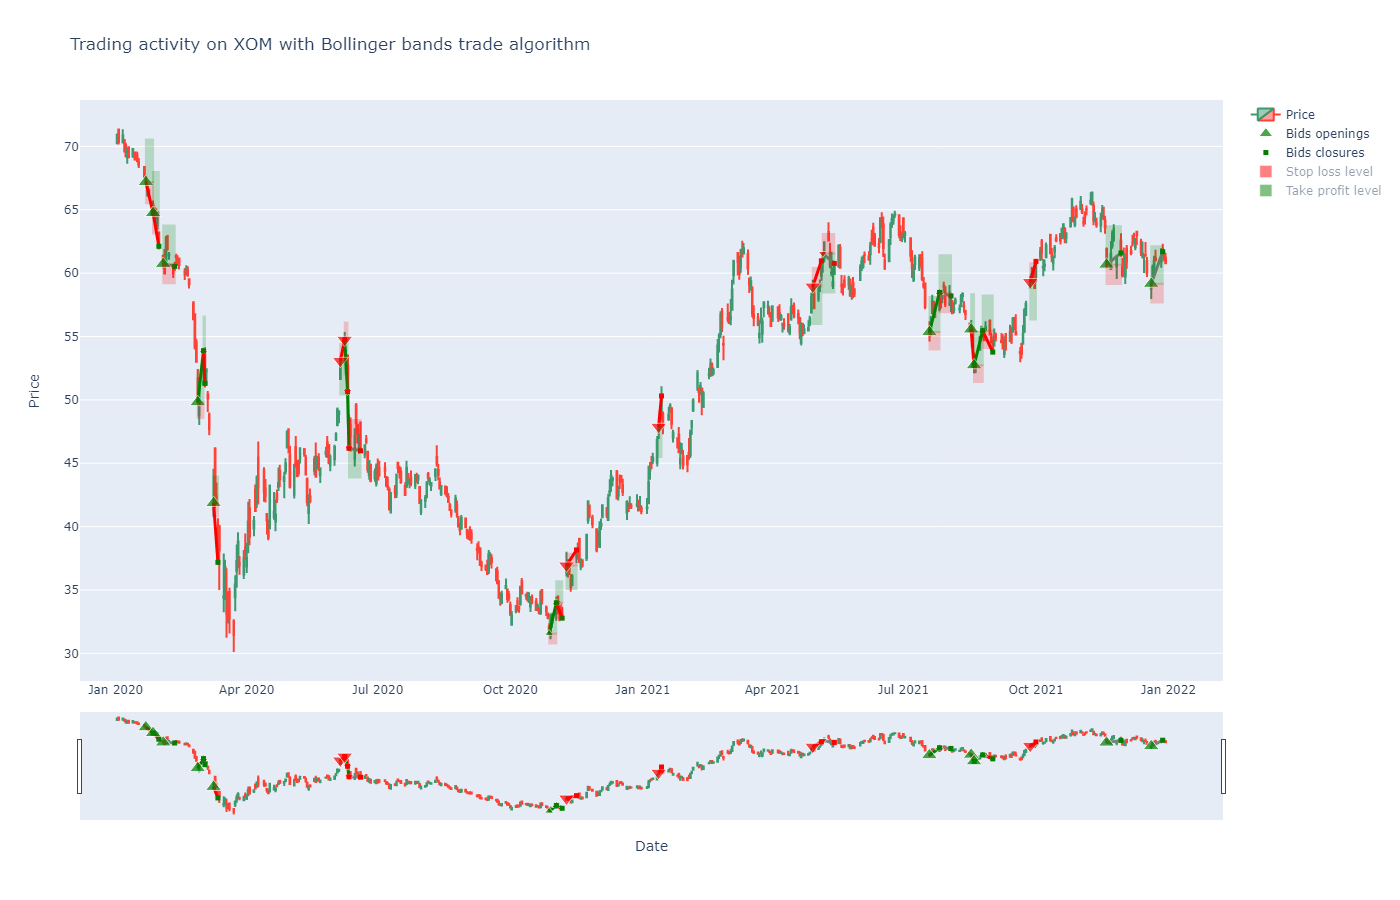 Trading activity on XOM with Bollinger bands trade algorithm
Price
Bids openings
Bids closures
Stop loss level
Take profit level
70
65
60
55
50
45
40
35
30
Price
Jan 2020 Apr 2020 Jul 2020 Oct 2020 Jan 2021 Apr 2021 Jul 2021 Oct 2021 Jan 2022
Date